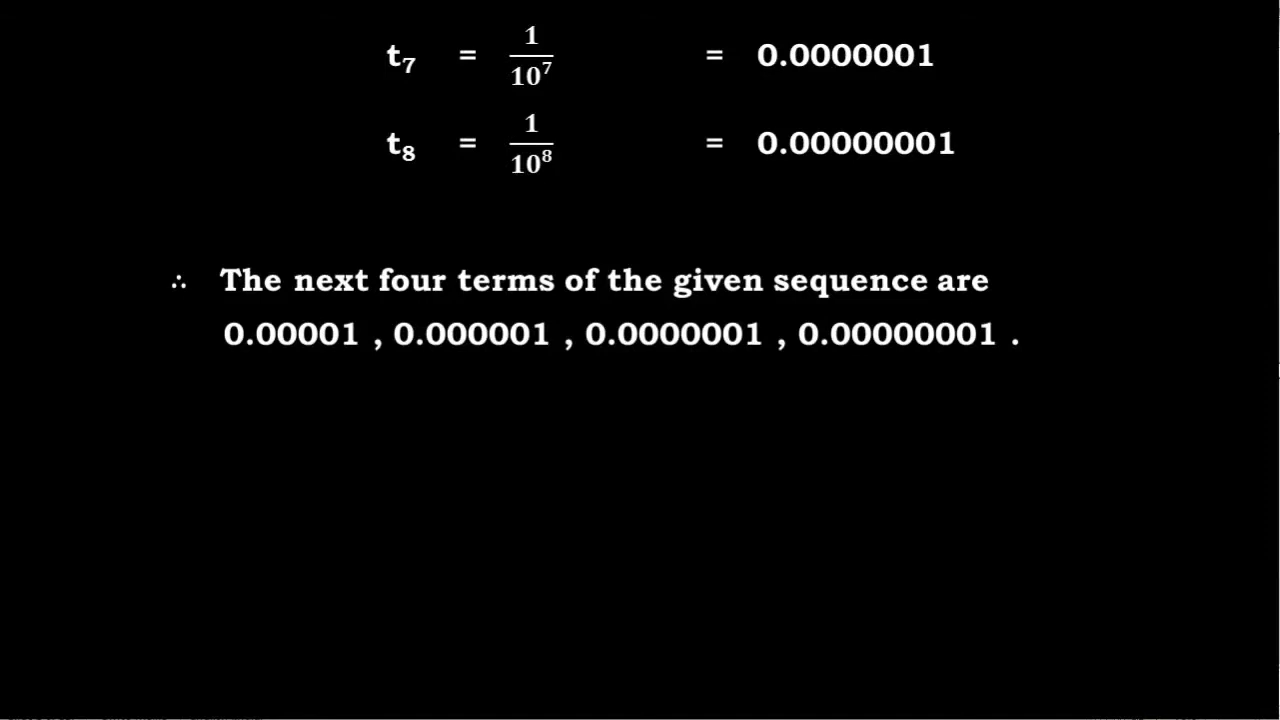 t₇ = 1/10⁷ = 0.0000001
t₈ = 1/10⁸ = 0.00000001
∴ The next four terms of the given sequence are
0.00001 , 0.000001 , 0.0000001 , 0.00000001 .